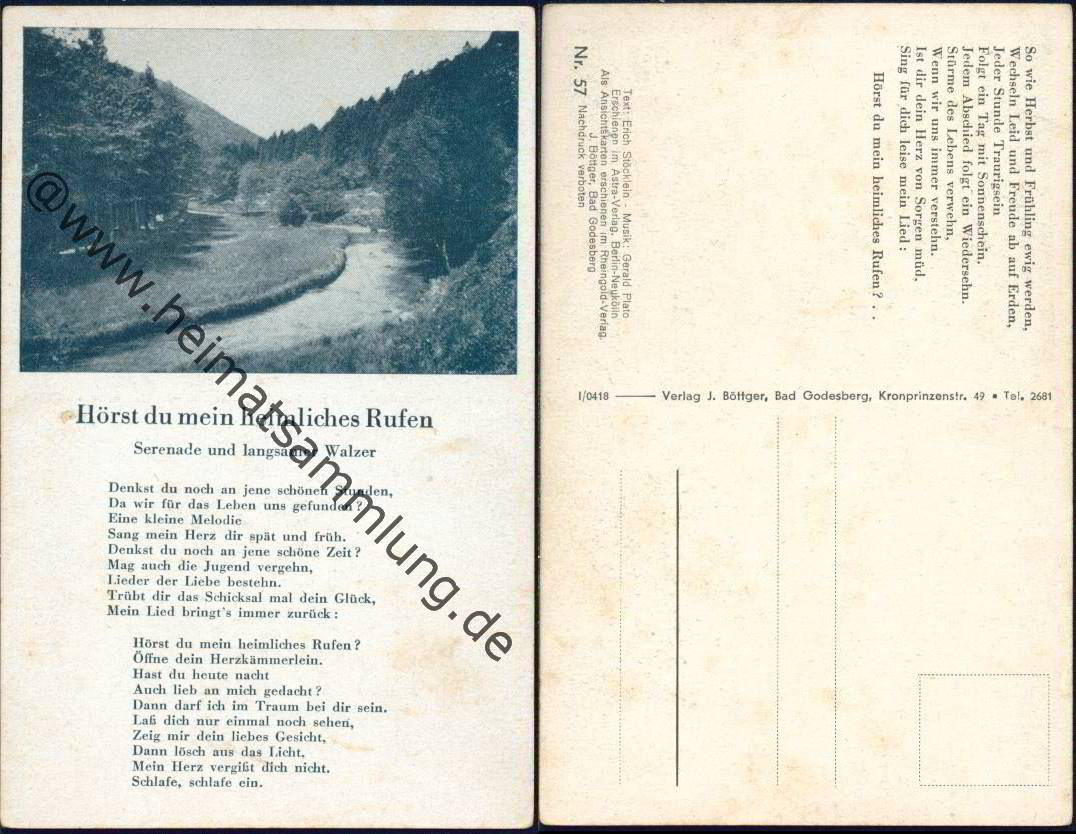 Hörst du mein heimliches Rufen
Serenade und langsamer Walzer
Denkst du noch an jene schönen Stunden,
Da wir für das Leben uns gefunden?
Eine kleine Melodie
Sang mein Herz dir spät und früh.
Denkst du noch an jene schöne Zeit?
Mag auch die Jugend vergehn,
Lieder der Liebe bestehn.
Trübt dir das Schicksal mal dein Glück,
Mein Lied bringt's immer zurück:
Hörst du mein heimliches Rufen?
Öffne dein Herzkämmerlein.
Hast du heute nacht
Auch lieb an mich gedacht?
Dann darf ich im Traum bei dir sein.
Laß dich nur einmal noch sehen,
Zeig mir dein liebes Gesicht,
Dann lösch aus das Licht,
Mein Herz vergißt dich nicht.
Schlafe, schlafe ein.
@www.heimatsammlung.de
So wie Herbst und Frühling ewig werden,
Wechseln Leid und Freude ab auf Erden,
Jeder Stunde Traurigsein
Folgt ein Tag mit Sonnenschein,
Jedem Abschied folgt ein Wiedersehn.
Stürme des Lebens verwehn,
Wenn wir uns immer verstehn.
Ist dir dein Herz von Sorgen müd,
Sing für dich leise mein Lied:
Hörst du mein heimliches Rufen? . .
Text: Erich Stöcklein - Musik: Gerald Plato
Erschienen im Astra-Verlag, Berlin-Neukölln
Als Ansichtskarten erschienen im Rheingold-Verlag,
J. Böttger, Bad Godesberg
Nr. 57 Nachdruck verboten
I/0418 —— Verlag J. Böttger, Bad Godesberg, Kronprinzenstr. 49 • Tel. 2681